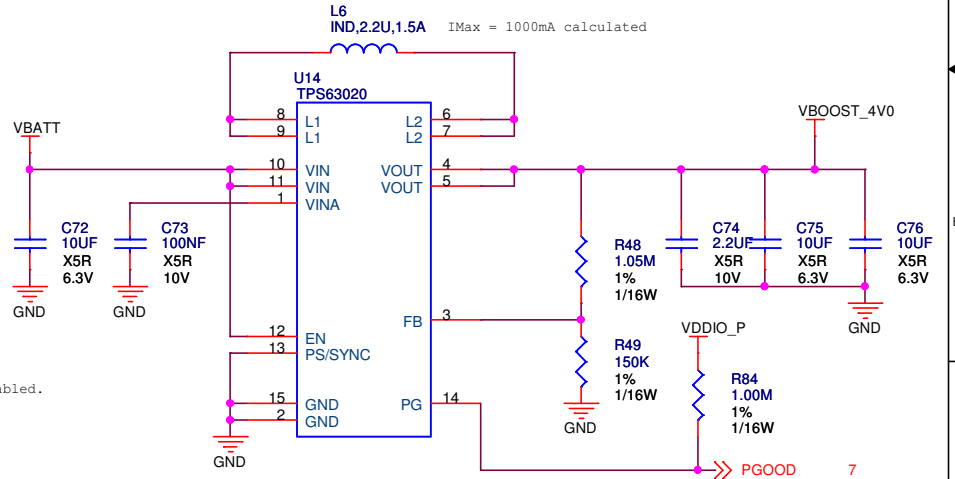 L6
IND,2.2U,1.5A
IMax = 1000mA calculated
U14
TPS63020
VBATT
VBOOST_4V0
8 L1 L2 6
9 L1 L2 7
10 VIN VOUT 4
11 VIN VOUT 5
1 VINA
C72
10UF
X5R
6.3V
GND
C73
100NF
X5R
10V
GND
R48
1.05M
1%
1/16W
C74
2.2UF
X5R
10V
C75
10UF
X5R
6.3V
C76
10UF
X5R
6.3V
GND
12 EN
13 PS/SYNC
FB 3
15 GND
2 GND
PG 14
GND
R49
150K
1%
1/16W
GND
VDDIO_P
R84
1.00M
1%
1/16W
PGOOD 7
abled.